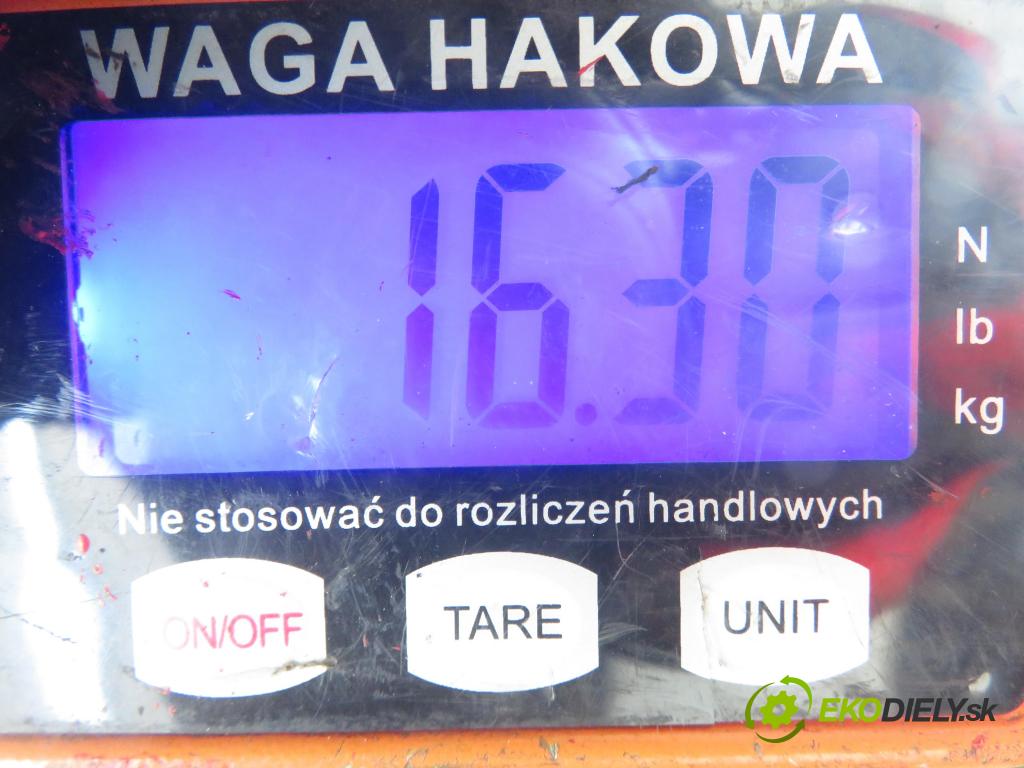 WAGA HAKOWA
16.30
N
lb
kg
Nie stosować do rozliczeń handlowych
ON/OFF TARE UNIT
EKODIELY.sk